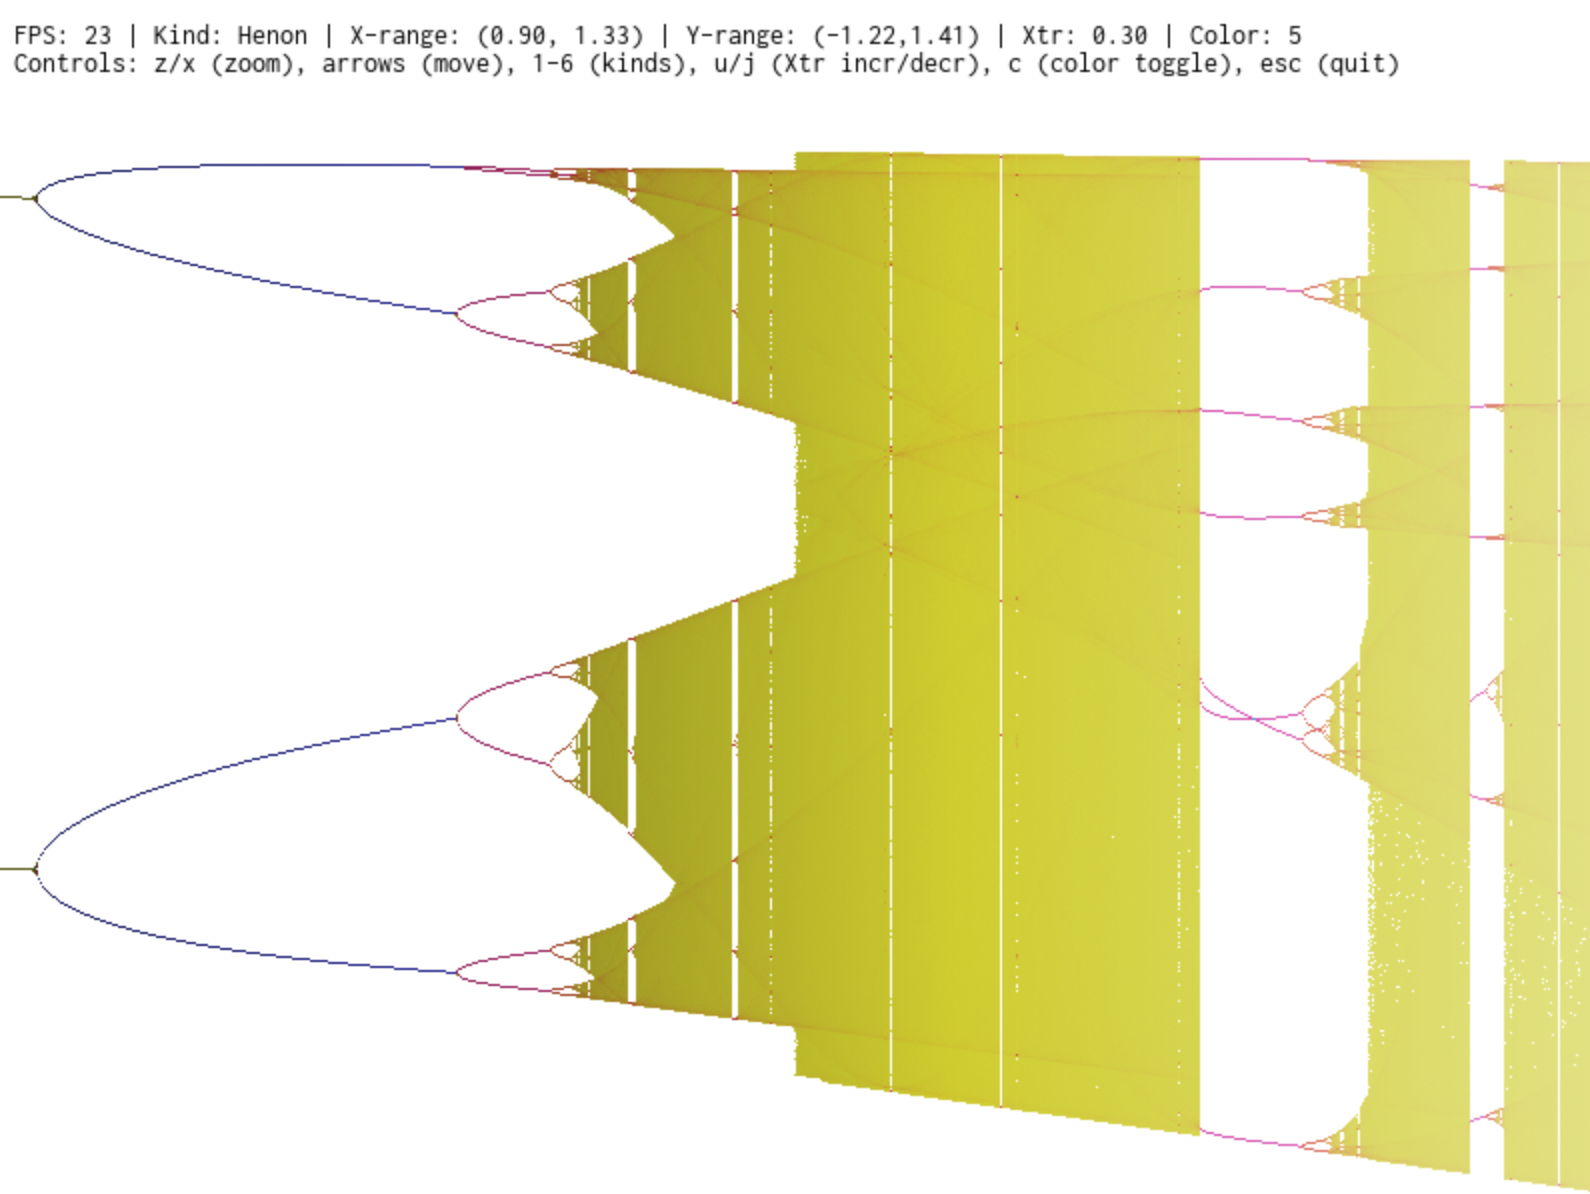 FPS: 23 | Kind: Henon | X-range: (0.90, 1.33) | Y-range: (-1.22,1.41) | Xtr: 0.30 | Color: 5
Controls: z/x (zoom), arrows (move), 1-6 (kinds), u/j (Xtr incr/decr), c (color toggle), esc (quit)